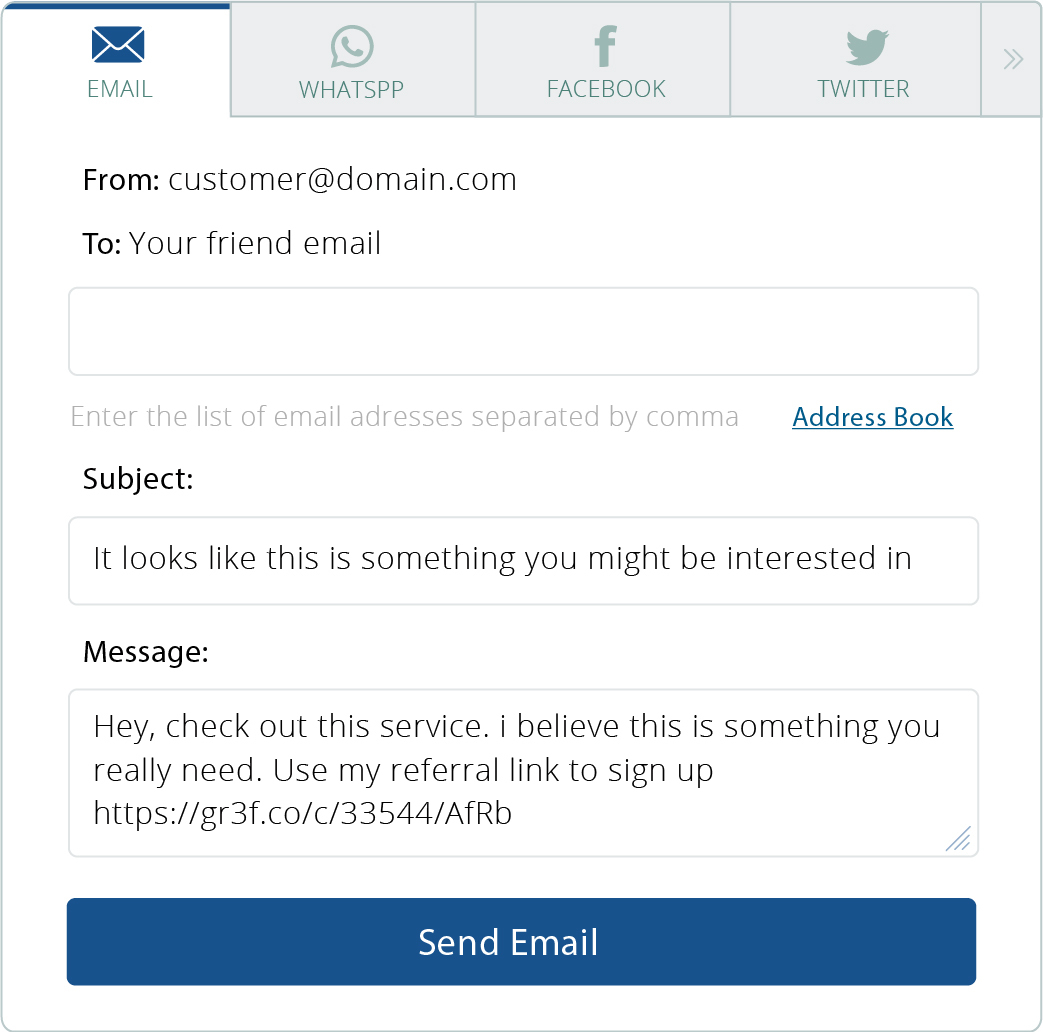 EMAIL
WHATSPP
FACEBOOK
TWITTER
From: customer@domain.com
To: Your friend email
Enter the list of email adresses separated by comma
Address Book
Subject:
It looks like this is something you might be interested in
Message:
Hey, check out this service. i believe this is something you
really need. Use my referral link to sign up
https://gr3f.co/c/33544/AfRb
Send Email